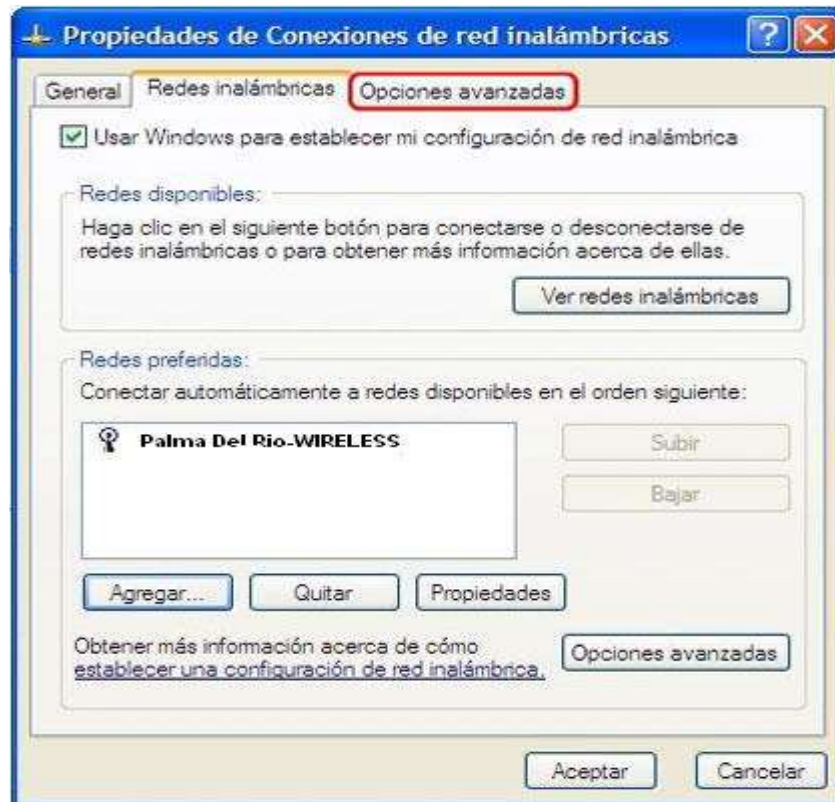 Propiedades de Conexiones de red inalámbricas
General
Redes inalámbricas
Opciones avanzadas
Usar Windows para establecer mi configuración de red inalámbrica
Redes disponibles:
Haga clic en el siguiente botón para conectarse o desconectarse de
redes inalámbricas o para obtener más información acerca de ellas.
Ver redes inalámbricas
Redes preferidas:
Conectar automáticamente a redes disponibles en el orden siguiente:
Palma Del Rio-WIRELESS
Subir
Bajar
Agregar...
Quitar
Propiedades
Obtener más información acerca de cómo
establecer una configuración de red inalámbrica.
Opciones avanzadas
Aceptar
Cancelar